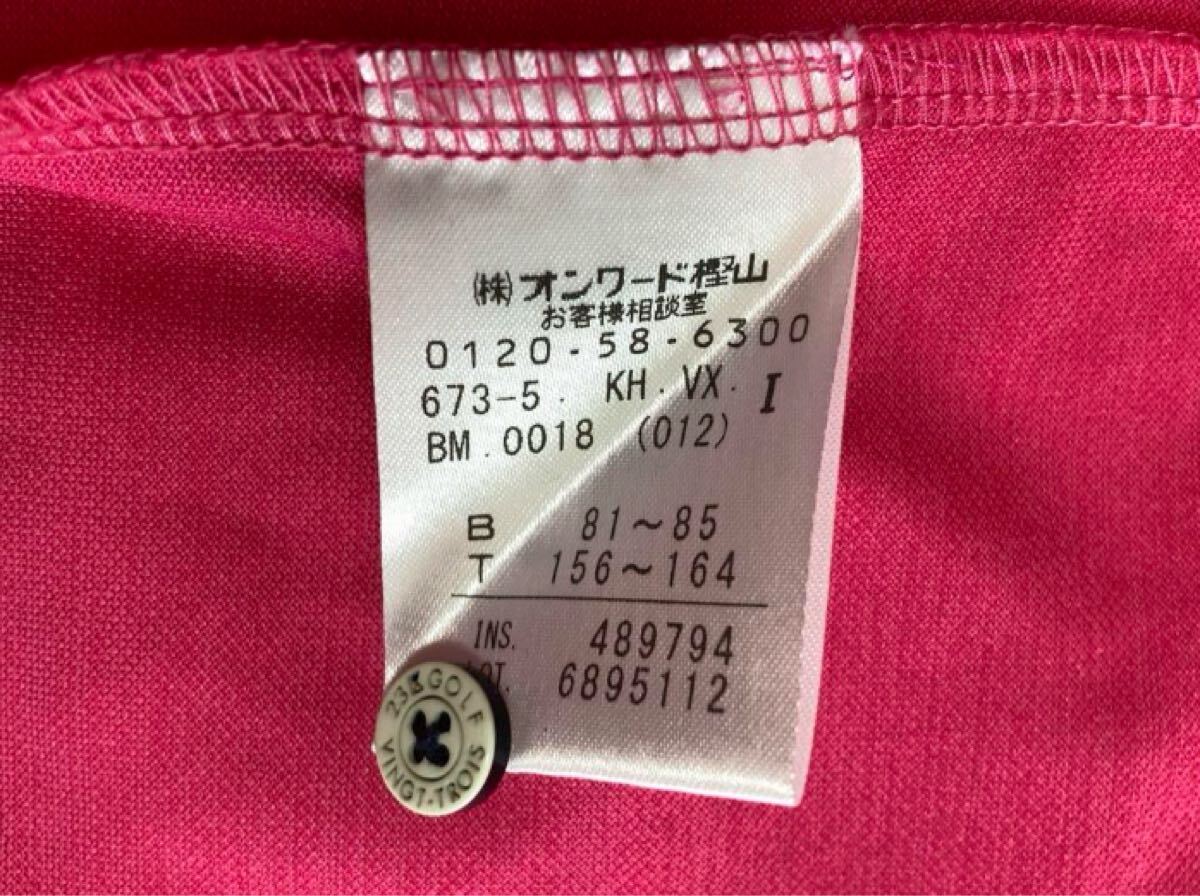 (株)オンワード樫山
お客様相談室
0120-58-6300
673-5. KH. VX. I
BM.0018 (012)
B 81～85
T 156～164
INS. 489794
LOT. 6895112
23区GOLF
VINGT-TROIS